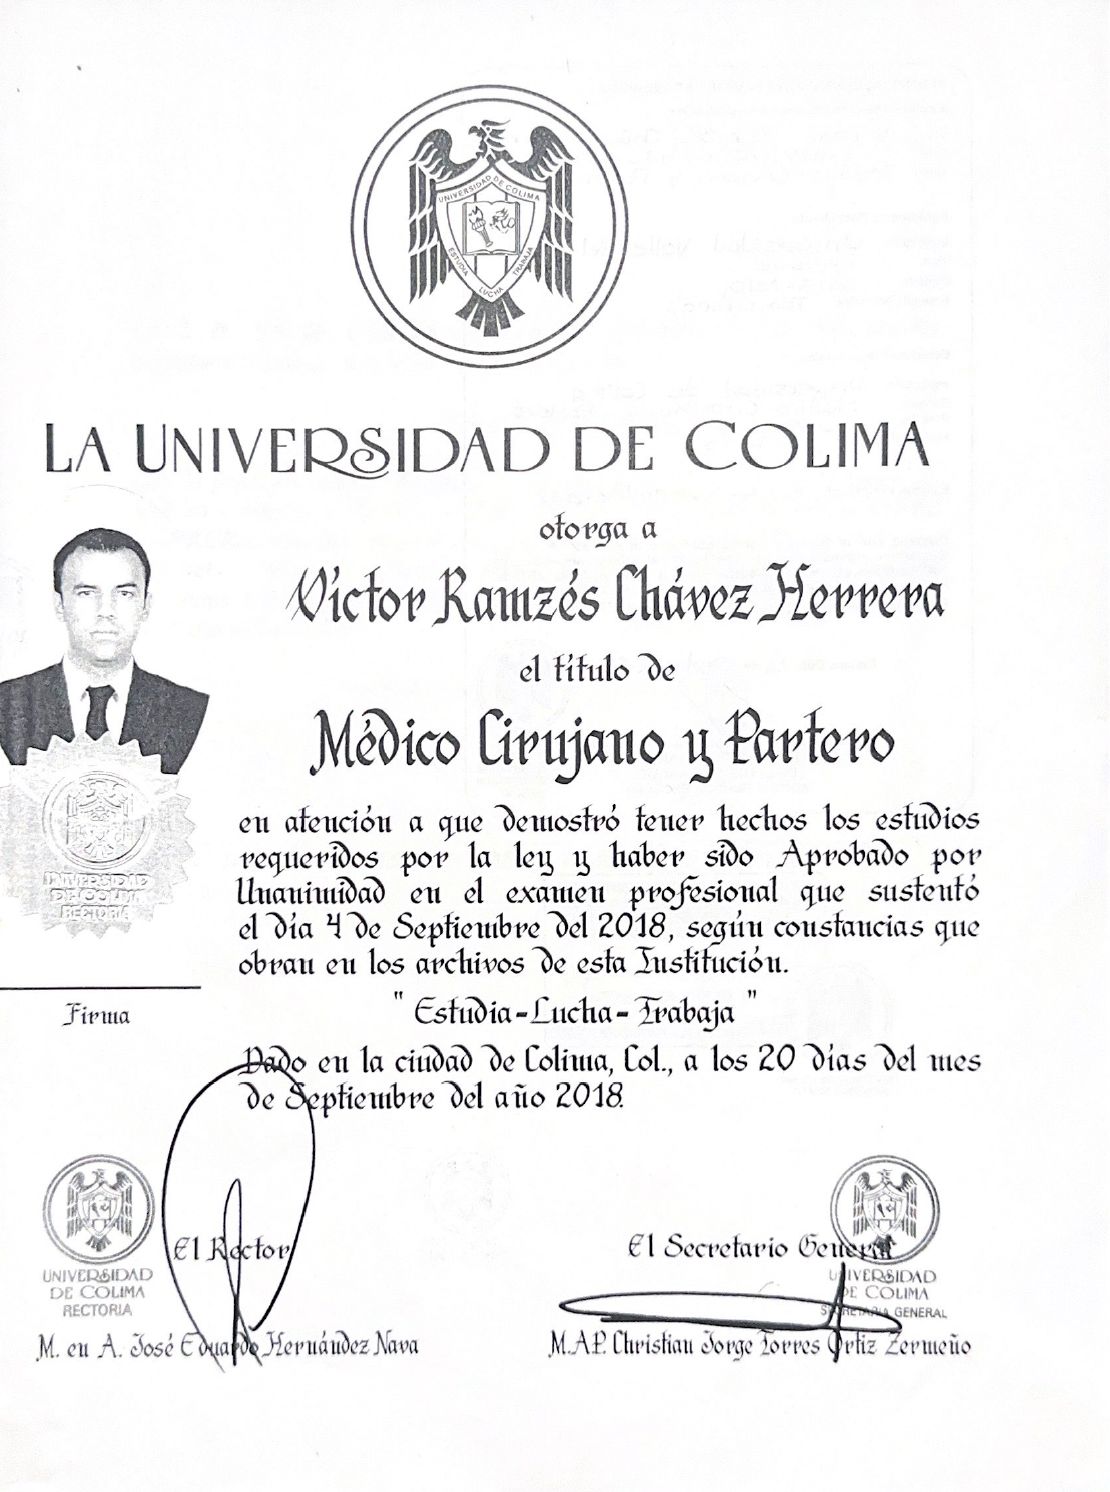 UNIVERSIDAD DE COLIMA
ESTUDIA
LUCHA
TRABAJA
LA UNIVERSIDAD DE COLIMA
otorga a
Víctor Ramzés Chávez Herrera
el título de
Médico Cirujano y Partero
en atención a que demostró tener hechos los estudios
requeridos por la ley y haber sido Aprobado por
Unanimidad en el examen profesional que sustentó
el día 4 de Septiembre del 2018, según constancias que
obran en los archivos de esta Institución.
" Estudia-Lucha-Trabaja "
Dado en la ciudad de Colima, Col., a los 20 días del mes
de Septiembre del año 2018.
UNIVERSIDAD
DE COLIMA
RECTORIA
Firma
El Rector
UNIVERSIDAD
DE COLIMA
RECTORIA
M. en A. José Eduardo Hernández Nava
El Secretario General
UNIVERSIDAD
DE COLIMA
SECRETARIA GENERAL
M.A.P. Christian Jorge Torres Ortiz Zermeño